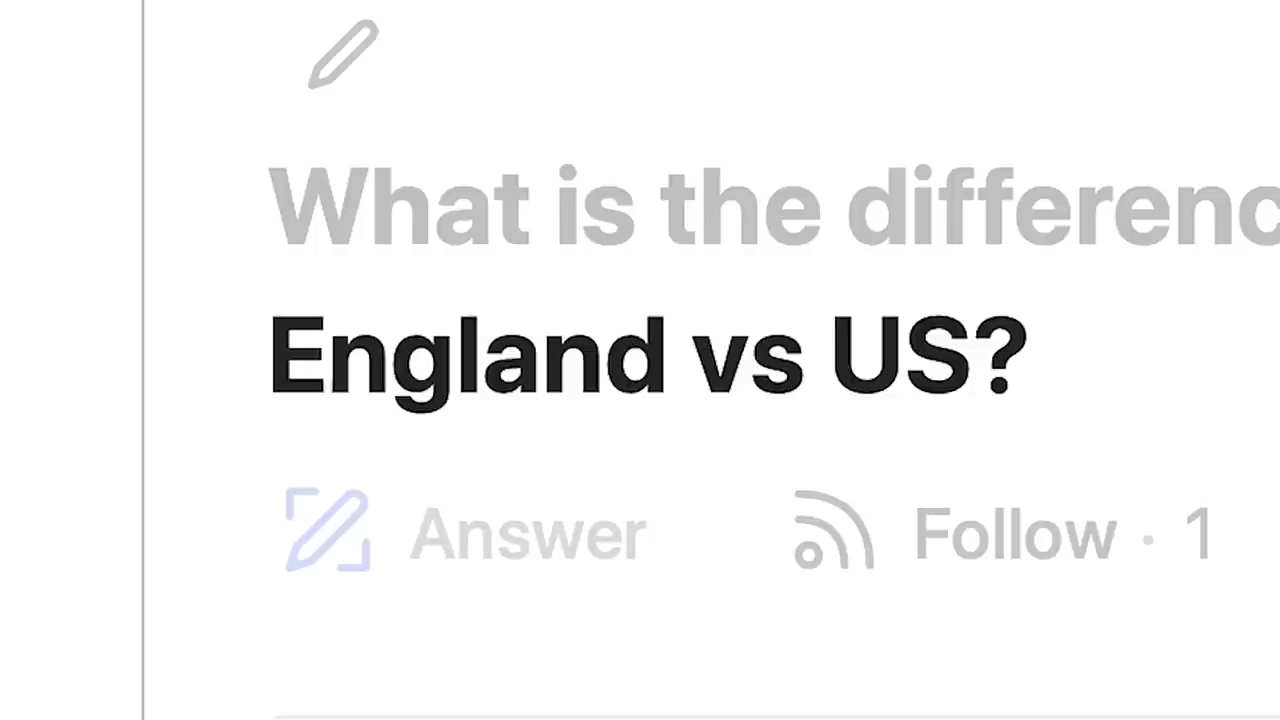 What is the differenc
England vs US?
Answer
Follow · 1